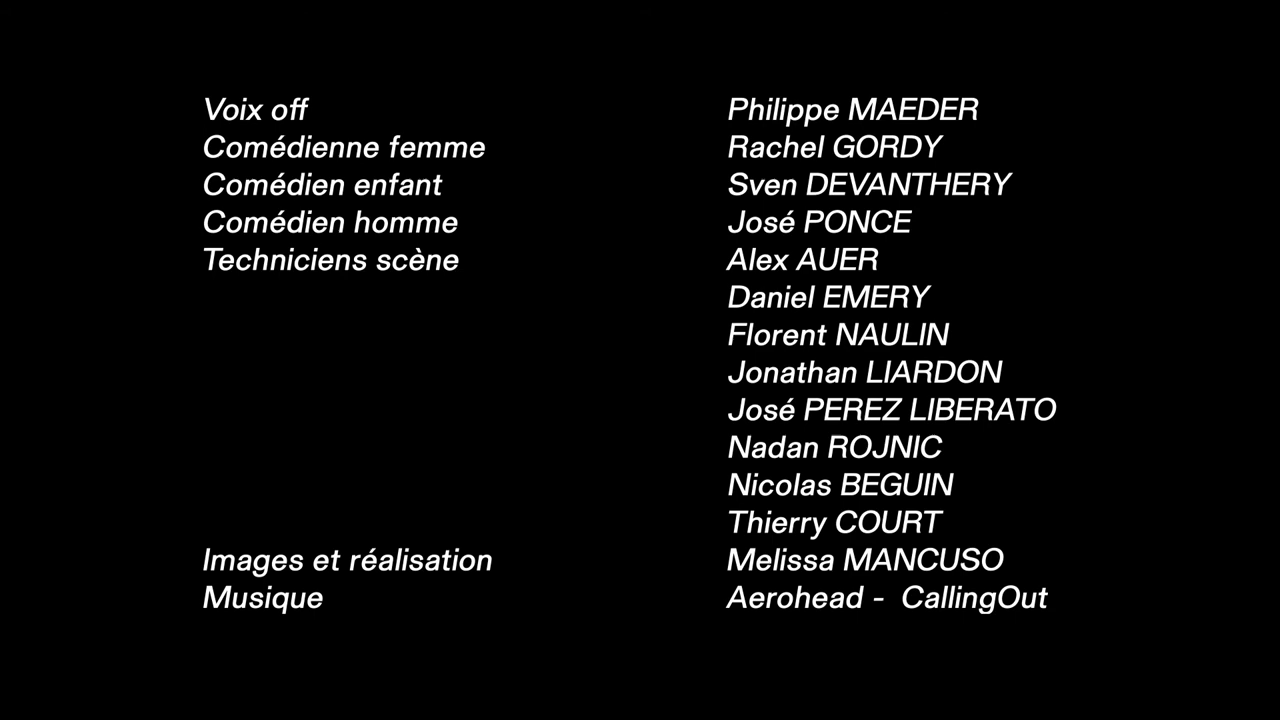 Voix off Philippe MAEDER
Comédienne femme Rachel GORDY
Comédien enfant Sven DEVANTHERY
Comédien homme José PONCE
Techniciens scène Alex AUER
Daniel EMERY
Florent NAULIN
Jonathan LIARDON
José PEREZ LIBERATO
Nadan ROJNIC
Nicolas BEGUIN
Thierry COURT
Images et réalisation Melissa MANCUSO
Musique Aerohead - CallingOut